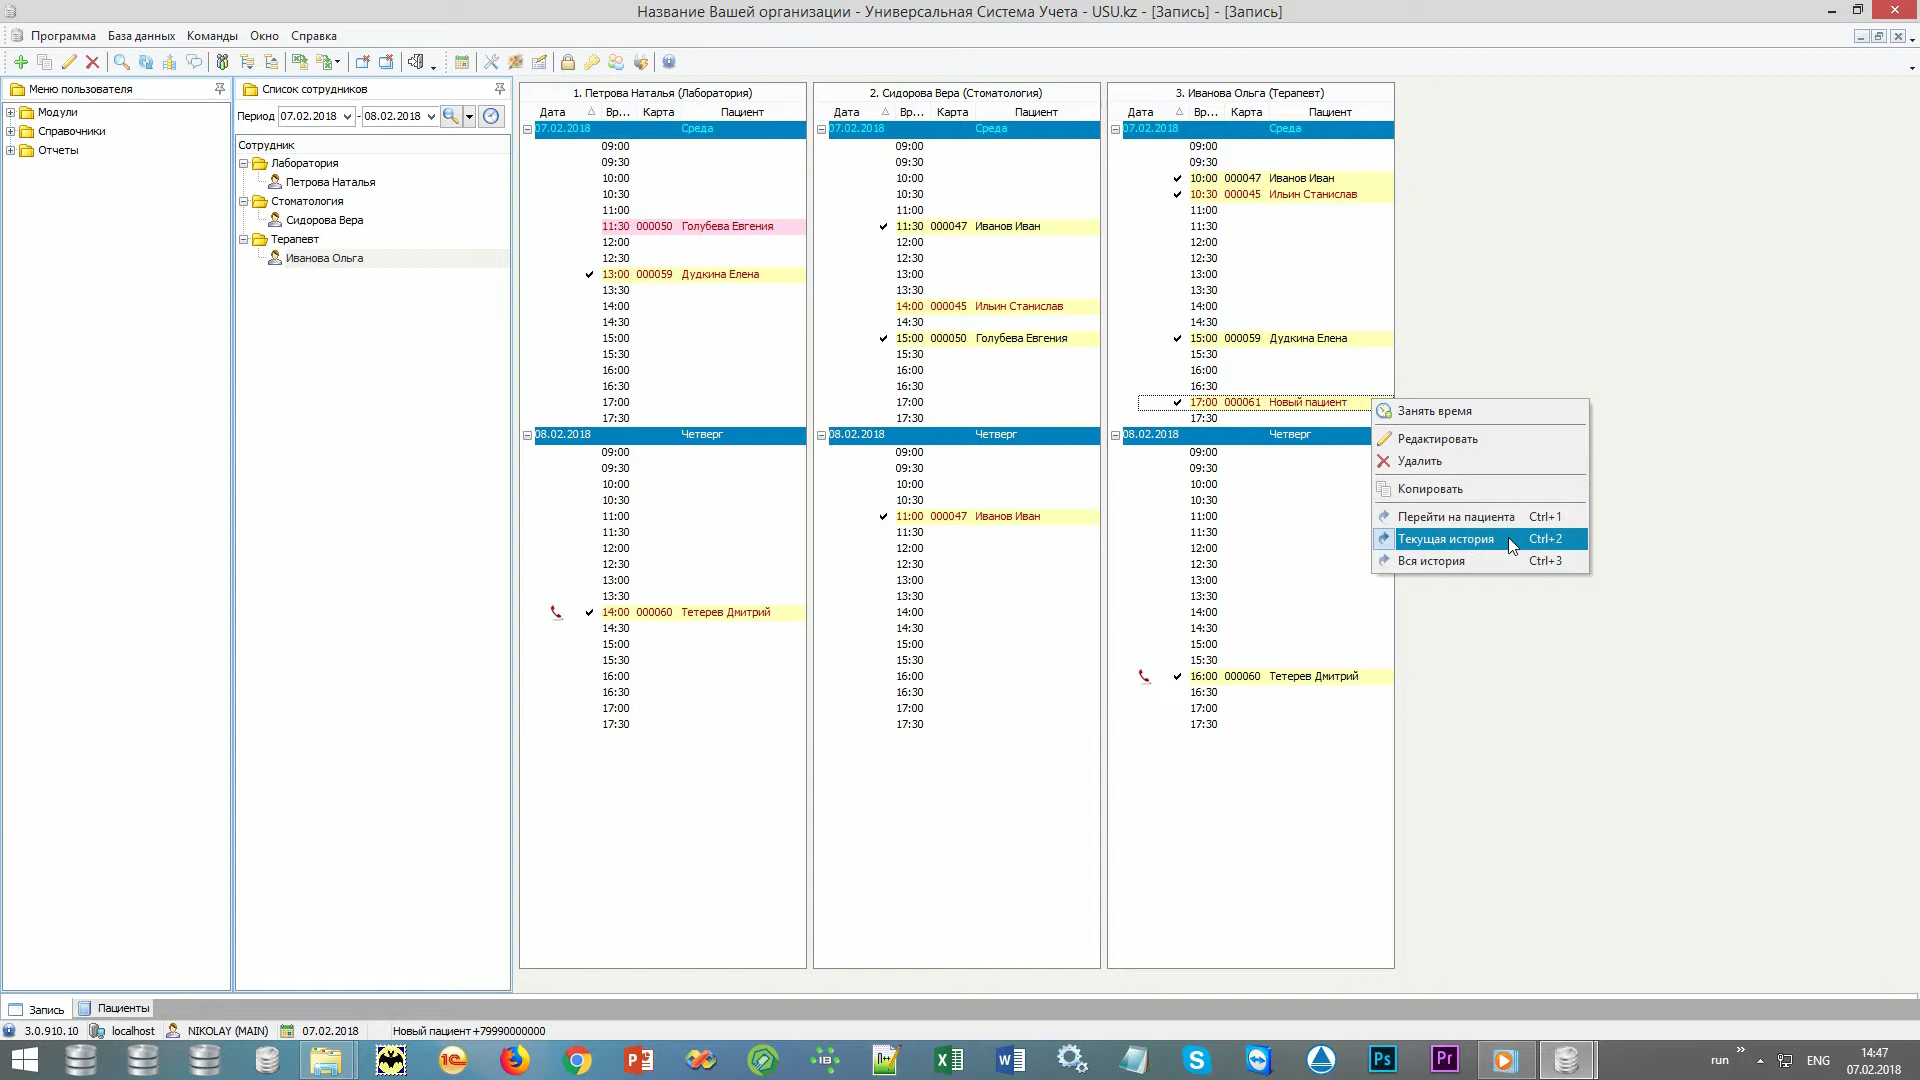 Название Вашей организации - Универсальная Система Учета - USU.kz - [Запись] - [Запись]
Программа База данных Команды Окно Справка
Меню пользователя
Модули
Справочники
Отчеты
Список сотрудников
Период 07.02.2018 - 08.02.2018
Сотрудник
Лаборатория
Петрова Наталья
Стоматология
Сидорова Вера
Терапевт
Иванова Ольга
1. Петрова Наталья (Лаборатория)
Дата Вр... Карта Пациент
07.02.2018 Среда
09:00
09:30
10:00
10:30
11:00
11:30 000050 Голубева Евгения
12:00
12:30
13:00 000059 Дудкина Елена
13:30
14:00
14:30
15:00
15:30
16:00
16:30
17:00
17:30
08.02.2018 Четверг
09:00
09:30
10:00
10:30
11:00
11:30
12:00
12:30
13:00
13:30
14:00 000060 Тетерев Дмитрий
14:30
15:00
15:30
16:00
16:30
17:00
17:30
2. Сидорова Вера (Стоматология)
Дата Вр... Карта Пациент
07.02.2018 Среда
09:00
09:30
10:00
10:30
11:00
11:30 000047 Иванов Иван
12:00
12:30
13:00
13:30
14:00 000045 Ильин Станислав
14:30
15:00 000050 Голубева Евгения
15:30
16:00
16:30
17:00
17:30
08.02.2018 Четверг
09:00
09:30
10:00
10:30
11:00 000047 Иванов Иван
11:30
12:00
12:30
13:00
13:30
14:00
14:30
15:00
15:30
16:00
16:30
17:00
17:30
3. Иванова Ольга (Терапевт)
Дата Вр... Карта Пациент
07.02.2018 Среда
09:00
09:30
10:00 000047 Иванов Иван
10:30 000045 Ильин Станислав
11:00
11:30
12:00
12:30
13:00
13:30
14:00
14:30
15:00 000059 Дудкина Елена
15:30
16:00
16:30
17:00 000061 Новый пациент
17:30
08.02.2018 Четверг
09:00
09:30
10:00
10:30
11:00
11:30
12:00
12:30
13:00
13:30
14:00
14:30
15:00
15:30
16:00 000060 Тетерев Дмитрий
16:30
17:00
17:30
Занять время
Редактировать
Удалить
Копировать
Перейти на пациента Ctrl+1
Текущая история Ctrl+2
Вся история Ctrl+3
Запись Пациенты
3.0.910.10 localhost NIKOLAY (MAIN) 07.02.2018 Новый пациент+79990000000
run ENG 14:47
07.02.2018